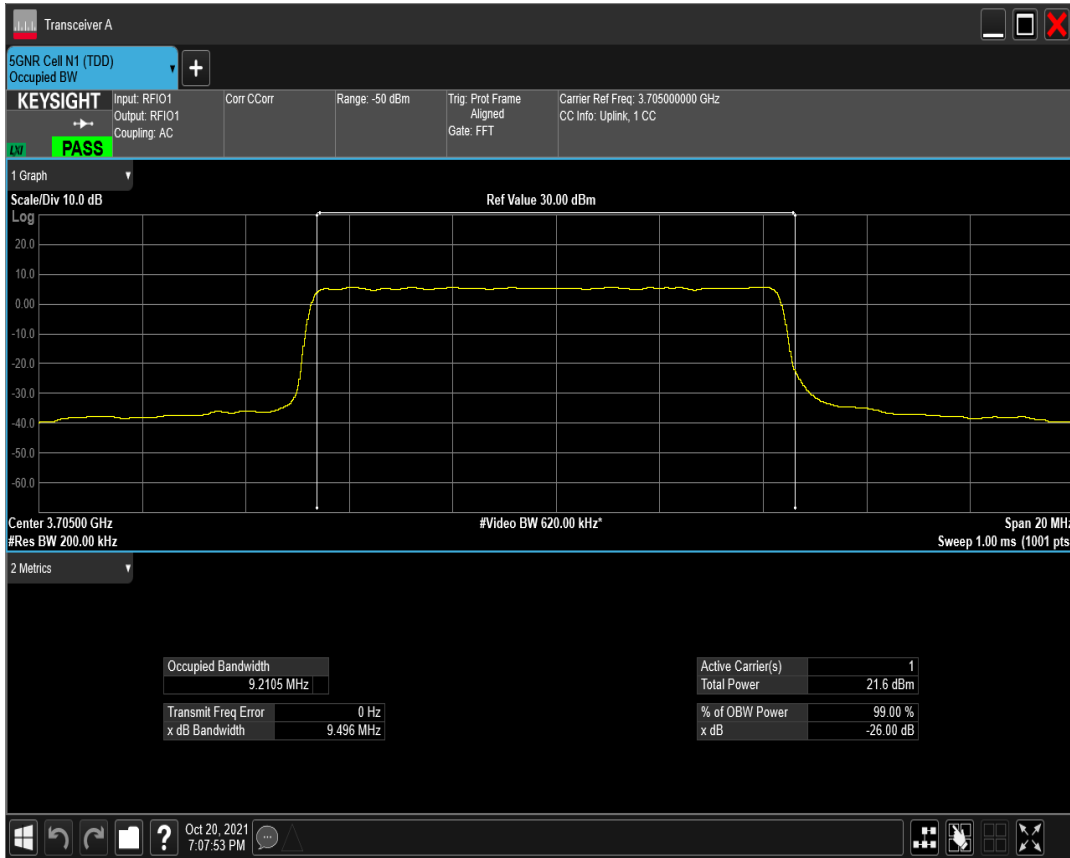 Transceiver A
5GNR Cell N1 (TDD)
Occupied BW
+
KEYSIGHT
LXI
PASS
Input: RFIO1
Output: RFIO1
Coupling: AC
Corr CCorr
Range: -50 dBm
Trig: Prot Frame
Aligned
Gate: FFT
Carrier Ref Freq: 3.705000000 GHz
CC Info: Uplink, 1 CC
1 Graph
Scale/Div 10.0 dB
Ref Value 30.00 dBm
Log
20.0
10.0
0.00
-10.0
-20.0
-30.0
-40.0
-50.0
-60.0
Center 3.70500 GHz
#Video BW 620.00 kHz*
Span 20 MHz
#Res BW 200.00 kHz
Sweep 1.00 ms (1001 pts
2 Metrics
Occupied Bandwidth
9.2105 MHz
Transmit Freq Error 0 Hz
x dB Bandwidth 9.496 MHz
Active Carrier(s) 1
Total Power 21.6 dBm
% of OBW Power 99.00 %
x dB -26.00 dB
?
Oct 20, 2021
7:07:53 PM